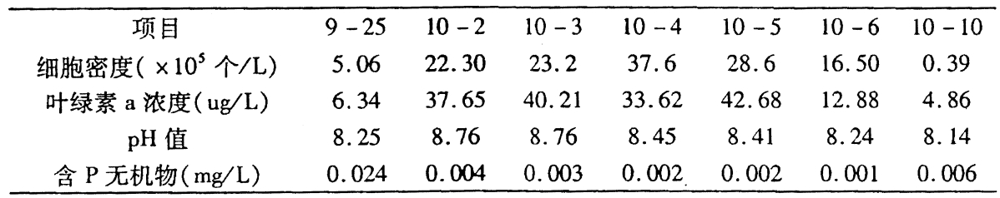 项目 9-25 10-2 10-3 10-4 10-5 10-6 10-10
细胞密度(×10⁵ 个/L) 5.06 22.30 23.2 37.6 28.6 16.50 0.39
叶绿素 a 浓度(ug/L) 6.34 37.65 40.21 33.62 42.68 12.88 4.86
pH 值 8.25 8.76 8.76 8.45 8.41 8.24 8.14
含 P 无机物(mg/L) 0.024 0.004 0.003 0.002 0.002 0.001 0.006